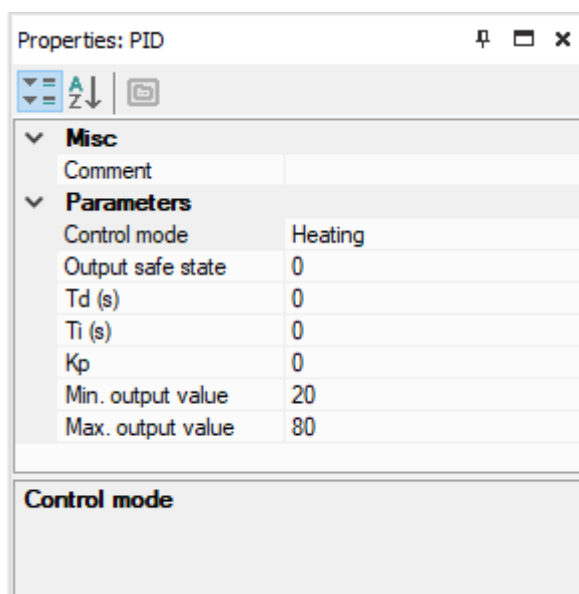 Properties: PID
Misc
Comment
Parameters
Control mode Heating
Output safe state 0
Td (s) 0
Ti (s) 0
Kp 0
Min. output value 20
Max. output value 80
Control mode